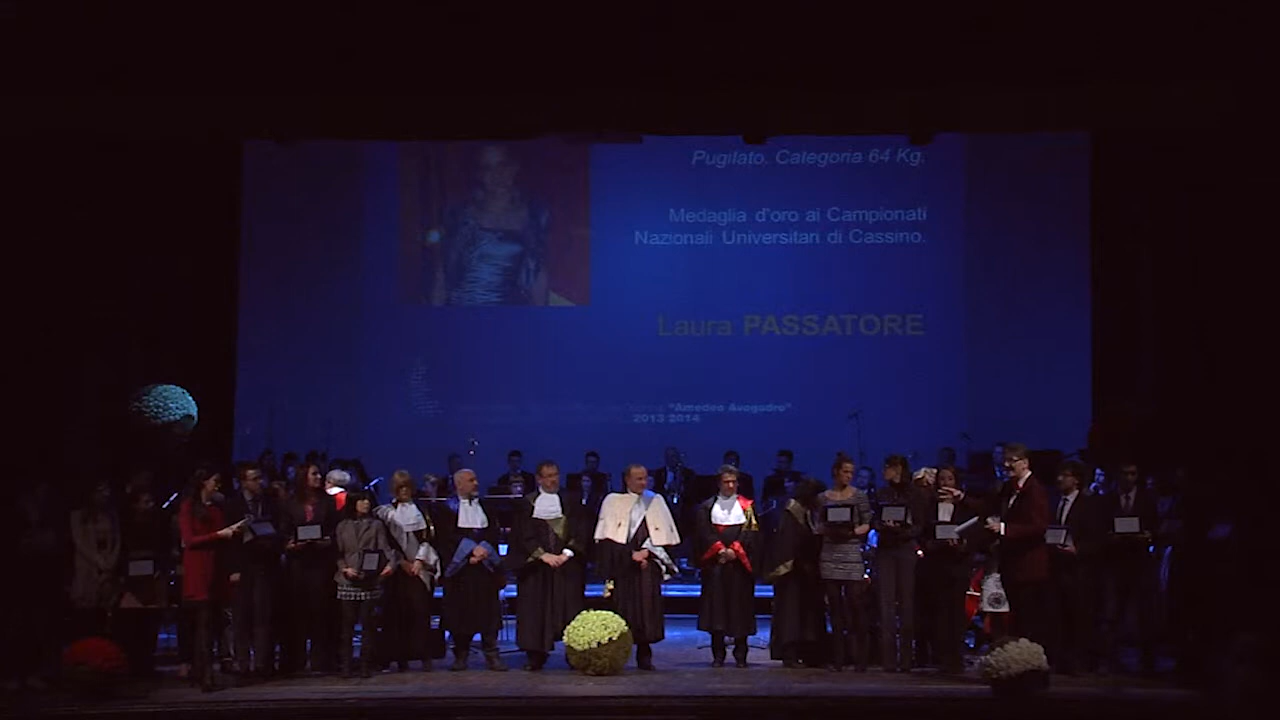 Pugilato. Categoria 64 Kg.
Medaglia d'oro ai Campionati
Nazionali Universitari di Cassino.
Laura PASSATORE
"Amedeo Avogadro"
2013 2014